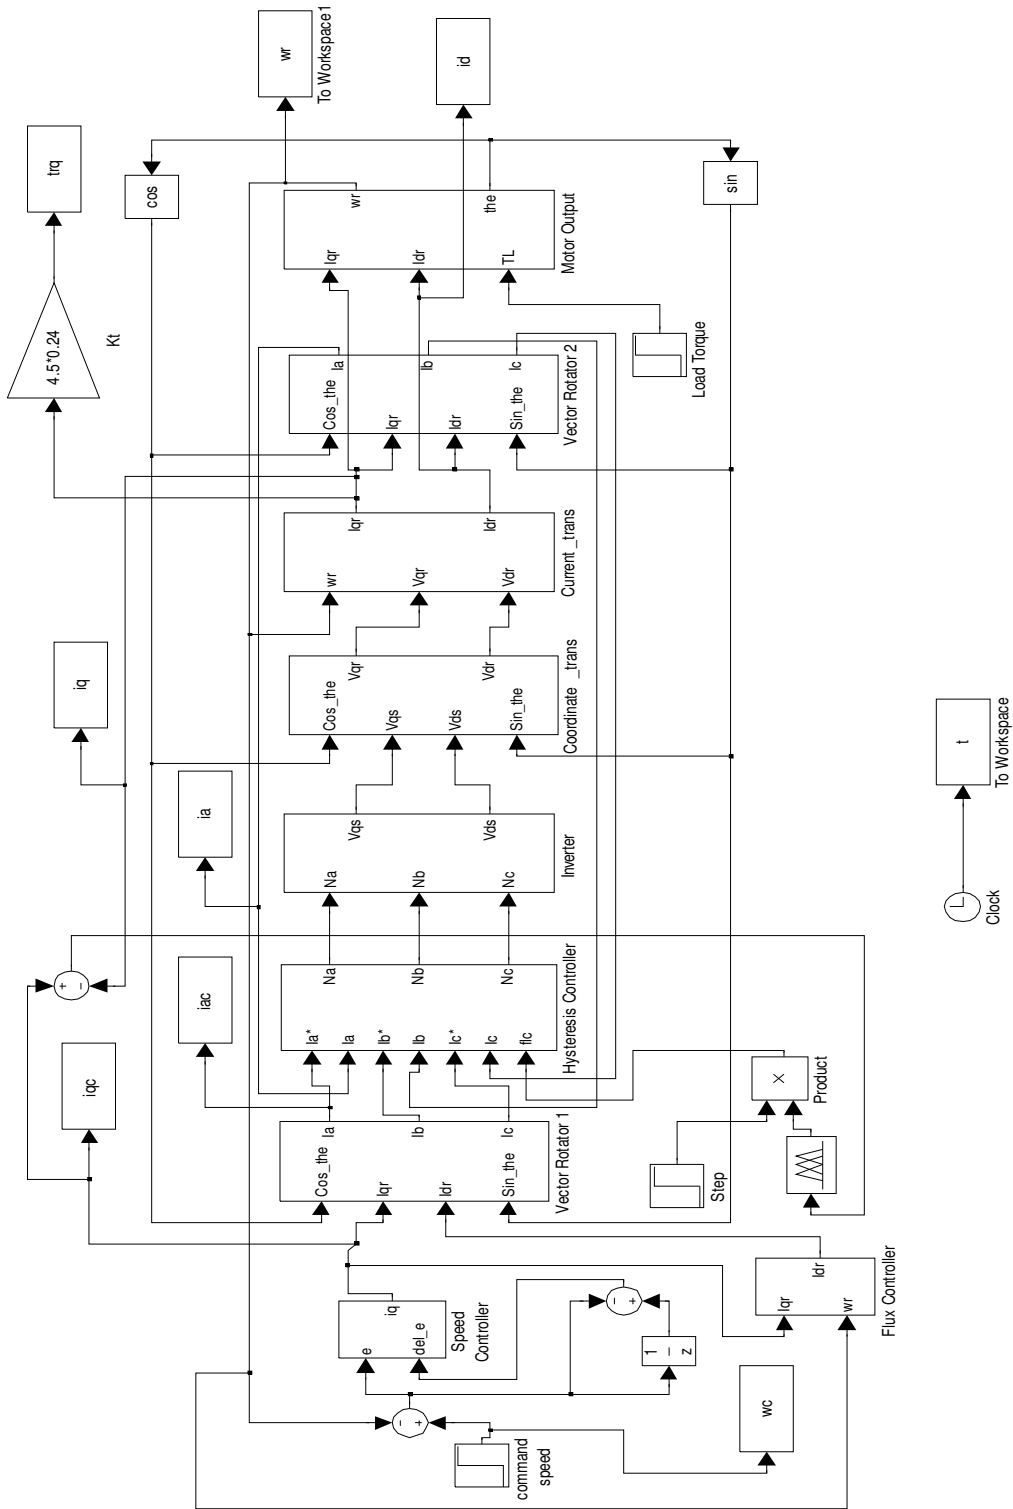 command
speed
wc
e
del_e
iq
Speed
Controller
1
z
Iqr
wr
Idr
Flux Controller
iqc
iac
Cos_the
Iqr
Idr
Sin_the
Ia
Ib
Ic
Vector Rotator 1
Step
Product
Ia*
Ia
Ib*
Ib
Ic*
Ic
flc
Na
Nb
Nc
Hysteresis Controller
ia
Na
Nb
Nc
Vqs
Vds
Inverter
iq
Cos_the
Vqs
Vds
Sin_the
Vqr
Vdr
Coordinate _trans
wr
Vqr
Vdr
Iqr
Idr
Current _trans
Cos_the
Iqr
Idr
Sin_the
Ia
Ib
Ic
Vector Rotator 2
Load Torque
4.5*0.24
Kt
trq
Iqr
Idr
TL
wr
the
Motor Output
cos
sin
wr
To Workspace1
id
Clock
t
To Workspace